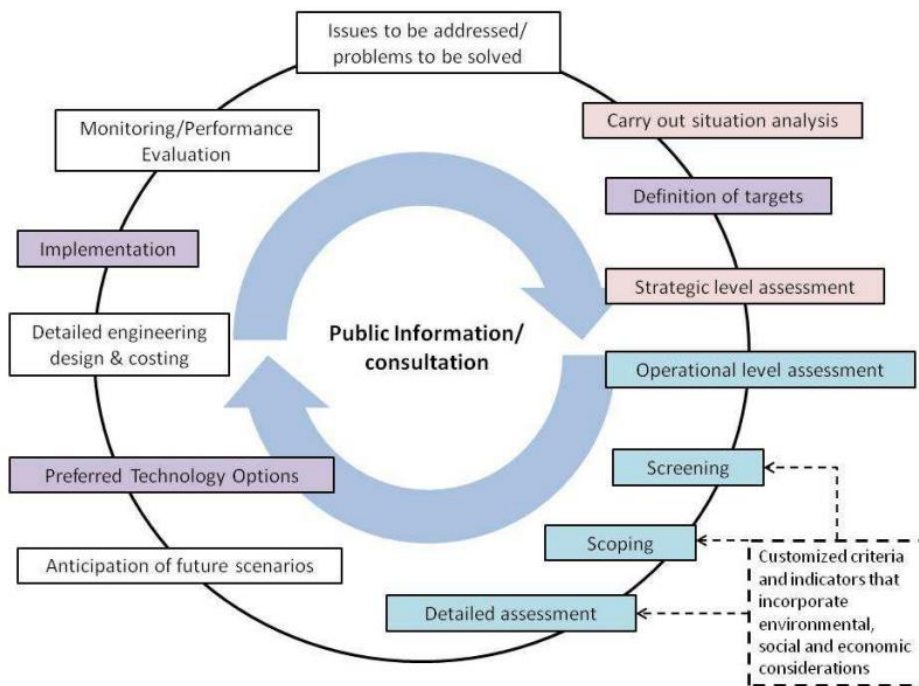 Issues to be addressed/
problems to be solved
Carry out situation analysis
Definition of targets
Strategic level assessment
Operational level assessment
Screening
Scoping
Detailed assessment
Customized criteria
and indicators that
incorporate
environmental,
social and economic
considerations
Anticipation of future scenarios
Preferred Technology Options
Detailed engineering
design & costing
Implementation
Monitoring/Performance
Evaluation
Public Information/
consultation